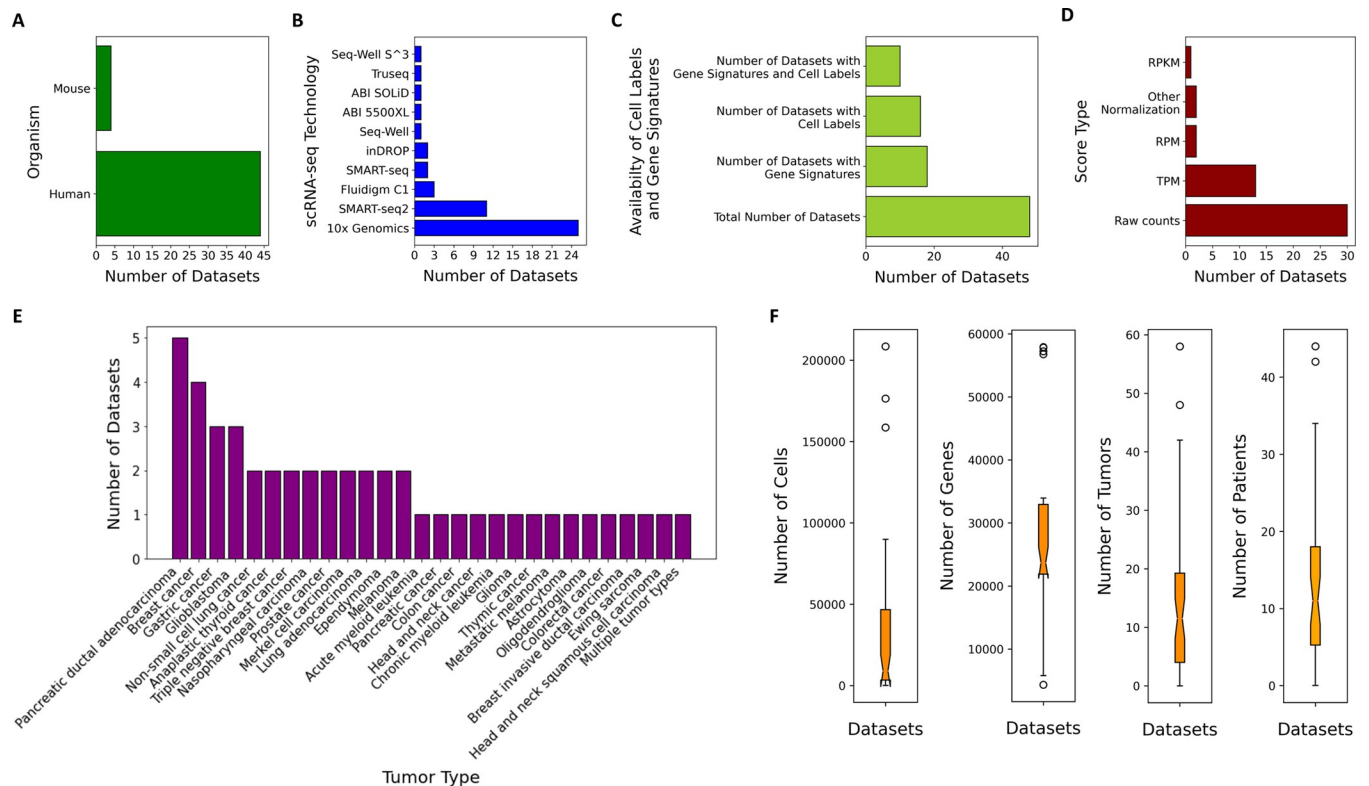 A
Organism
Mouse
Human
0 5 10 15 20 25 30 35 40 45
Number of Datasets
B
scRNA-seq Technology
Seq-Well S^3
Truseq
ABI SOLiD
ABI 5500XL
Seq-Well
inDROP
SMART-seq
Fluidigm C1
SMART-seq2
10x Genomics
0 3 6 9 12 15 18 21 24
Number of Datasets
C
Availabilty of Cell Labels
and Gene Signatures
Number of Datasets with
Gene Signatures and Cell Labels
Number of Datasets with
Cell Labels
Number of Datasets with
Gene Signatures
Total Number of Datasets
0 20 40
Number of Datasets
D
Score Type
RPKM
Other
Normalization
RPM
TPM
Raw counts
0 5 10 15 20 25 30
Number of Datasets
E
Number of Datasets
5
4
3
2
1
0
Pancreatic ductal adenocarcinoma
Breast cancer
Gastric cancer
Glioblastoma
Non-small cell lung cancer
Anaplastic thyroid cancer
Triple negative breast cancer
Nasopharyngeal carcinoma
Prostate cancer
Merkel cell carcinoma
Lung adenocarcinoma
Ependymoma
Melanoma
Acute myeloid leukemia
Pancreatic cancer
Colon cancer
Head and neck cancer
Chronic myeloid leukemia
Glioma
Thymic cancer
Metastatic melanoma
Astrocytoma
Oligodendroglioma
Colorectal cancer
Breast invasive ductal carcinoma
Ewing sarcoma
Head and neck squamous cell carcinoma
Multiple tumor types
Tumor Type
F
Number of Cells
200000
150000
100000
50000
0
Datasets
Number of Genes
60000
50000
40000
30000
20000
10000
Datasets
Number of Tumors
60
50
40
30
20
10
0
Datasets
Number of Patients
40
30
20
10
0
Datasets